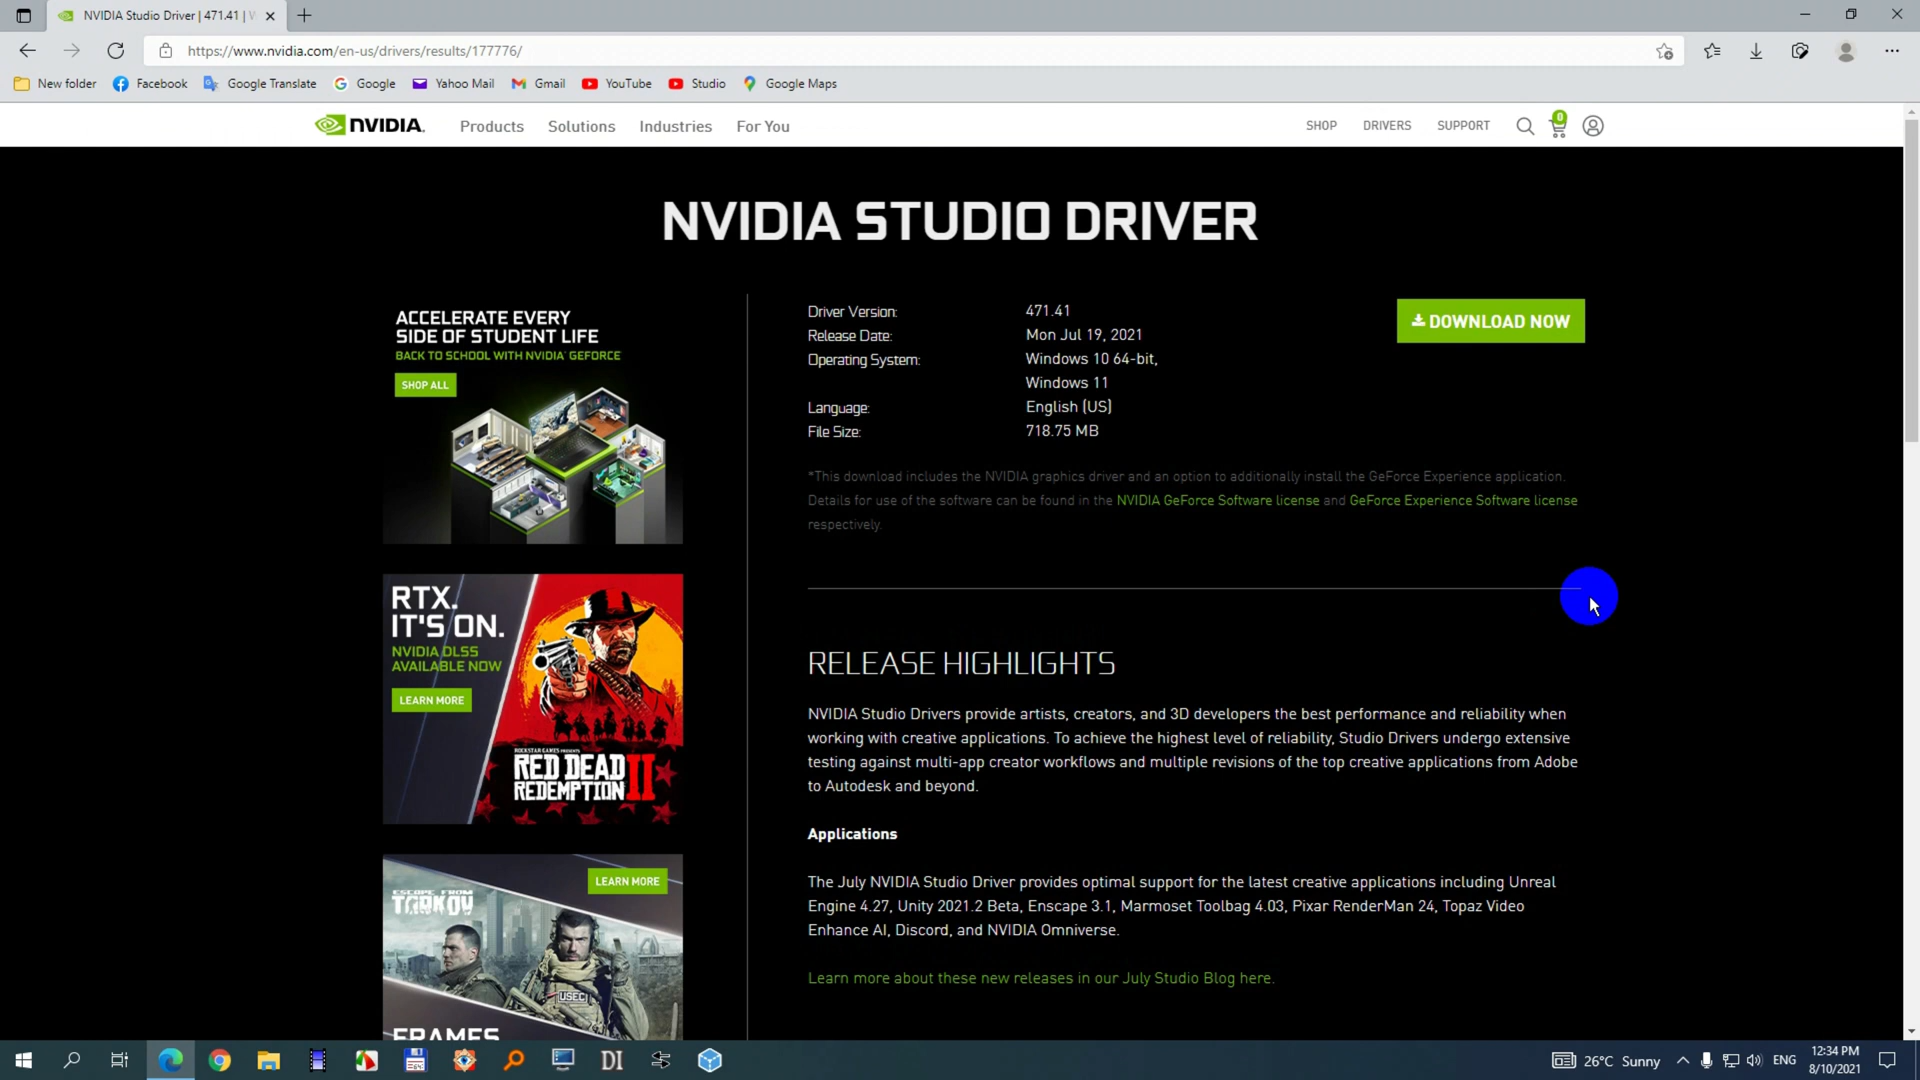 NVIDIA Studio Driver | 471.41 | W
https://www.nvidia.com/en-us/drivers/results/177776/
New folder Facebook Google Translate Google Yahoo Mail Gmail YouTube Studio Google Maps
NVIDIA. Products Solutions Industries For You SHOP DRIVERS SUPPORT 0
NVIDIA STUDIO DRIVER
ACCELERATE EVERY
SIDE OF STUDENT LIFE
BACK TO SCHOOL WITH NVIDIA GEFORCE
SHOP ALL
RTX.
IT'S ON.
NVIDIA DLSS
AVAILABLE NOW
LEARN MORE
ROCKSTAR GAMES PRESENTS
RED DEAD
REDEMPTION II
LEARN MORE
ESCAPE FROM
TARKOV
USEC
FRAMES
Driver Version: 471.41
Release Date: Mon Jul 19, 2021
Operating System: Windows 10 64-bit,
Windows 11
Language: English (US)
File Size: 718.75 MB
DOWNLOAD NOW
*This download includes the NVIDIA graphics driver and an option to additionally install the GeForce Experience application.
Details for use of the software can be found in the NVIDIA GeForce Software license and GeForce Experience Software license
respectively.
RELEASE HIGHLIGHTS
NVIDIA Studio Drivers provide artists, creators, and 3D developers the best performance and reliability when
working with creative applications. To achieve the highest level of reliability, Studio Drivers undergo extensive
testing against multi-app creator workflows and multiple revisions of the top creative applications from Adobe
to Autodesk and beyond.
Applications
The July NVIDIA Studio Driver provides optimal support for the latest creative applications including Unreal
Engine 4.27, Unity 2021.2 Beta, Enscape 3.1, Marmoset Toolbag 4.03, Pixar RenderMan 24, Topaz Video
Enhance AI, Discord, and NVIDIA Omniverse.
Learn more about these new releases in our July Studio Blog here.
DI 26°C Sunny ENG 12:34 PM
8/10/2021